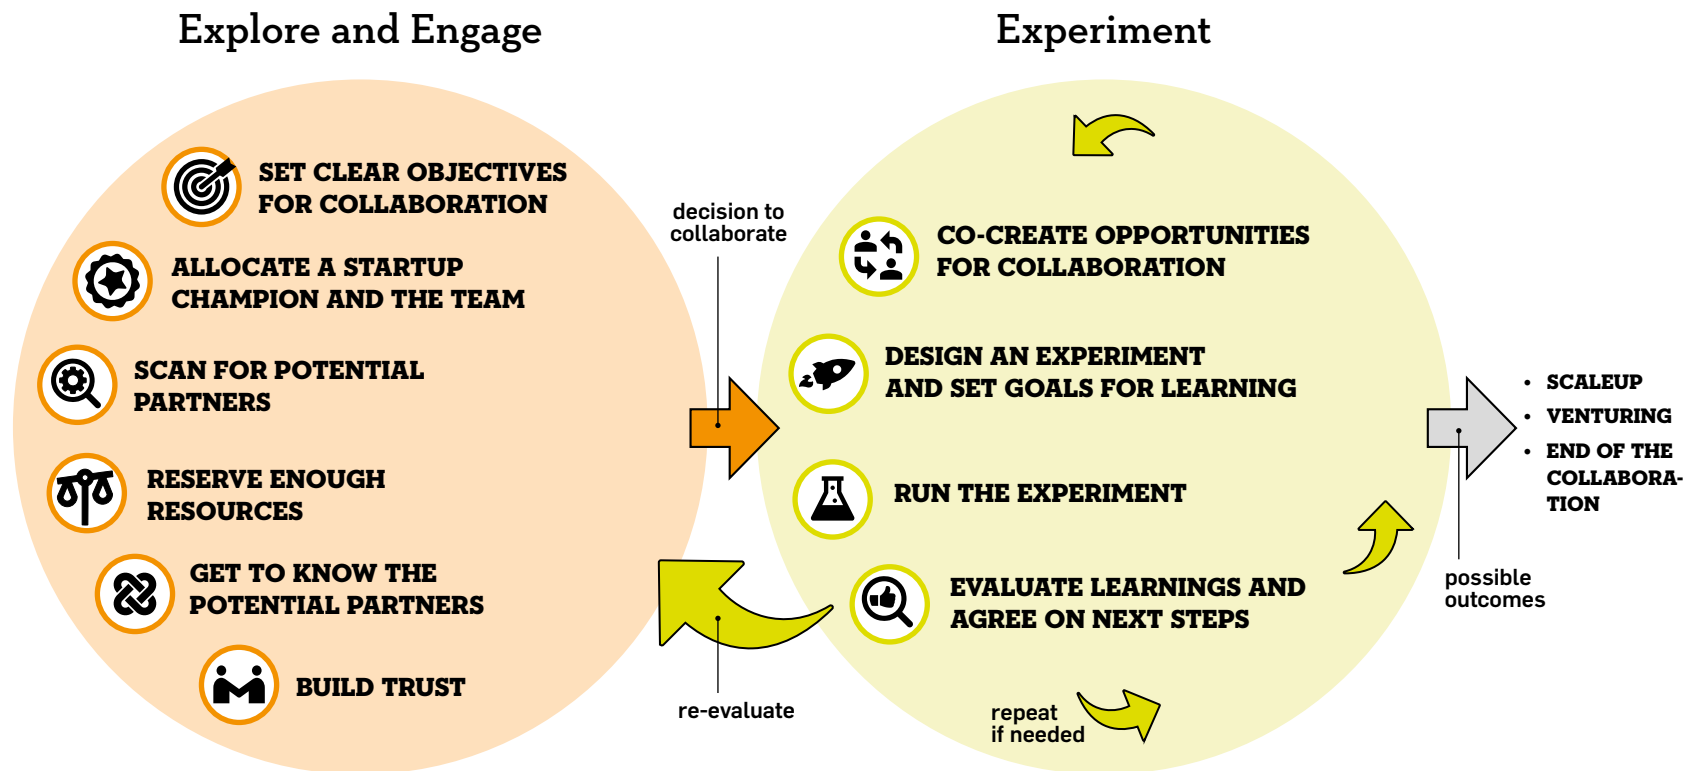 Explore and Engage
SET CLEAR OBJECTIVES
FOR COLLABORATION
ALLOCATE A STARTUP
CHAMPION AND THE TEAM
SCAN FOR POTENTIAL
PARTNERS
RESERVE ENOUGH
RESOURCES
GET TO KNOW THE
POTENTIAL PARTNERS
BUILD TRUST
decision to
collaborate
re-evaluate
Experiment
CO-CREATE OPPORTUNITIES
FOR COLLABORATION
DESIGN AN EXPERIMENT
AND SET GOALS FOR LEARNING
RUN THE EXPERIMENT
EVALUATE LEARNINGS AND
AGREE ON NEXT STEPS
repeat
if needed
• SCALEUP
• VENTURING
• END OF THE
COLLABORA-
TION
possible
outcomes